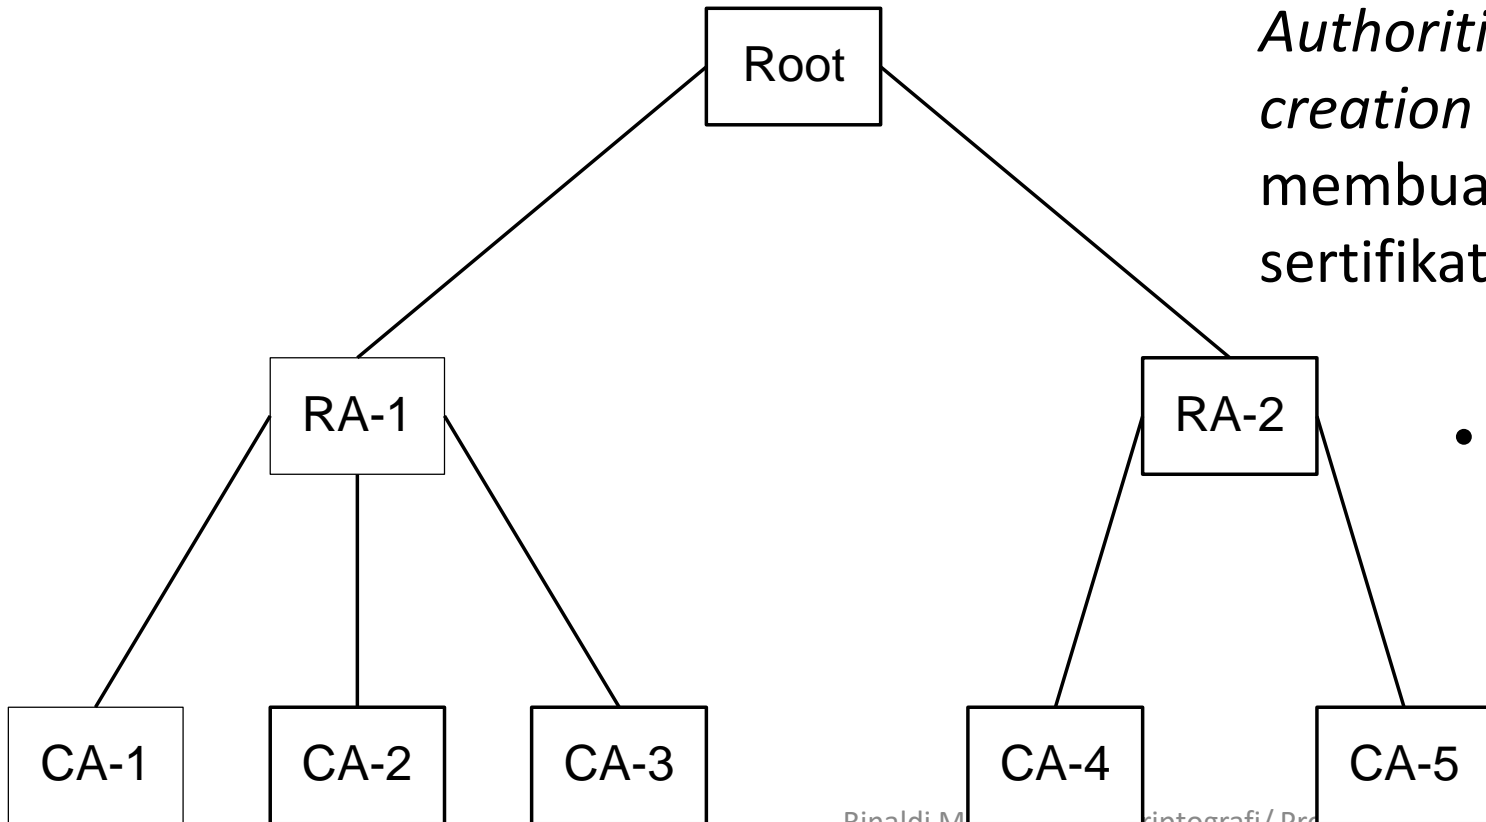 Root
Authoriti
creation
membua
sertifikat
RA-1
RA-2
•
CA-1
CA-2
CA-3
CA-4
CA-5
Rinaldi M